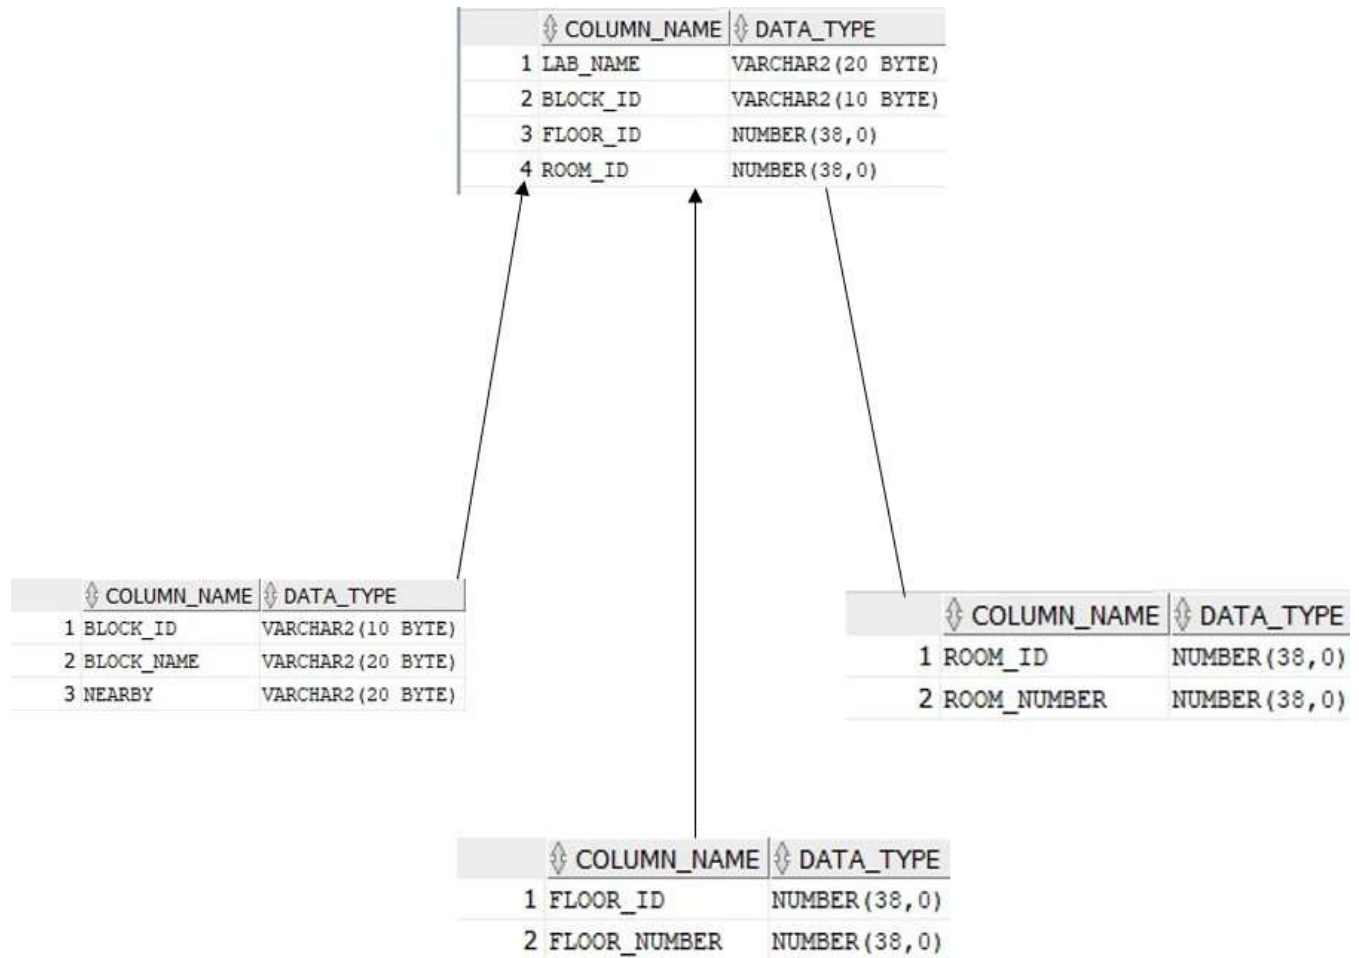 COLUMN_NAME DATA_TYPE
1 LAB_NAME VARCHAR2(20 BYTE)
2 BLOCK_ID VARCHAR2(10 BYTE)
3 FLOOR_ID NUMBER(38,0)
4 ROOM_ID NUMBER(38,0)
COLUMN_NAME DATA_TYPE
1 BLOCK_ID VARCHAR2(10 BYTE)
2 BLOCK_NAME VARCHAR2(20 BYTE)
3 NEARBY VARCHAR2(20 BYTE)
COLUMN_NAME DATA_TYPE
1 ROOM_ID NUMBER(38,0)
2 ROOM_NUMBER NUMBER(38,0)
COLUMN_NAME DATA_TYPE
1 FLOOR_ID NUMBER(38,0)
2 FLOOR_NUMBER NUMBER(38,0)